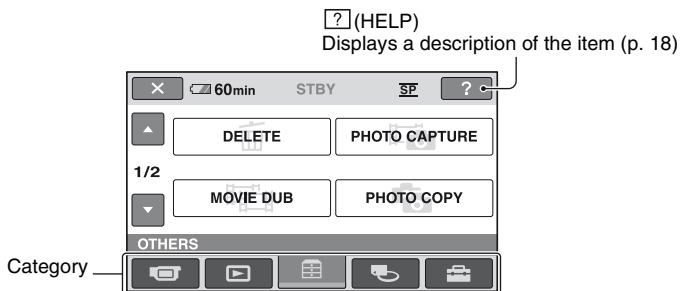 ? (HELP)
Displays a description of the item (p. 18)
60min STBY SP ?
DELETE PHOTO CAPTURE
1/2
MOVIE DUB PHOTO COPY
OTHERS
Category